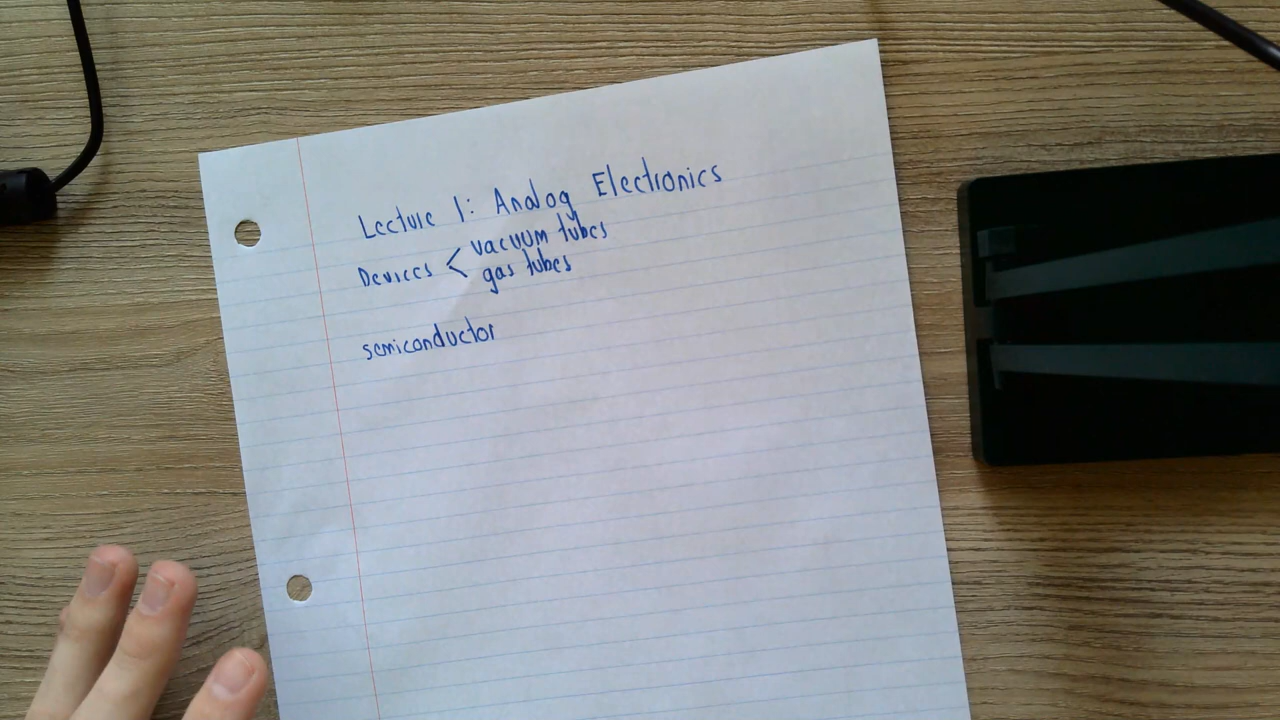 Lecture 1: Analog Electronics
Devices < vacuum tubes
gas tubes
semiconductor